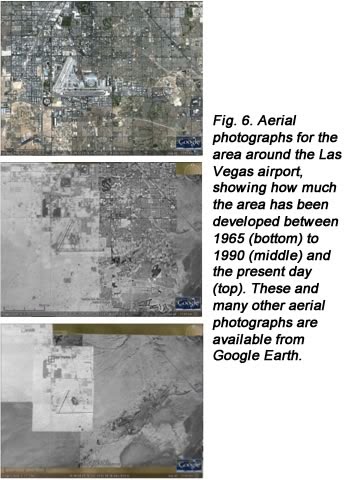 Google
Google
Google
Fig. 6. Aerial
photographs for the
area around the Las
Vegas airport,
showing how much
the area has been
developed between
1965 (bottom) to
1990 (middle) and
the present day
(top). These and
many other aerial
photographs are
available from
Google Earth.